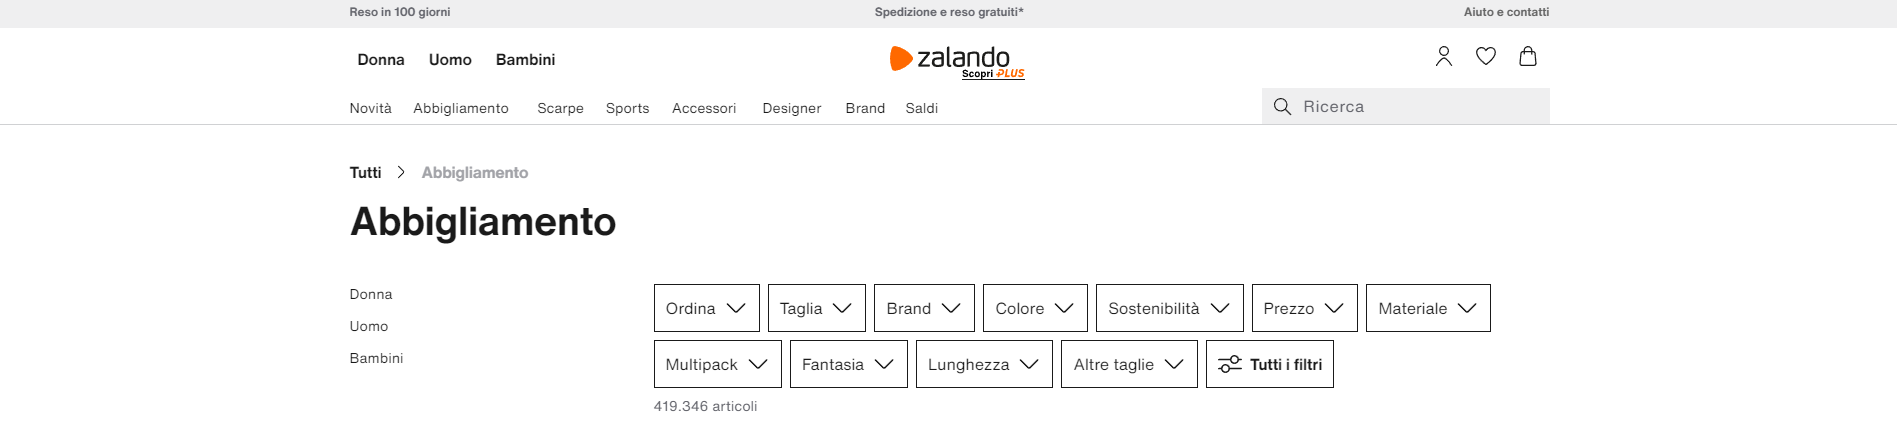 Reso in 100 giorni
Spedizione e reso gratuiti*
Aiuto e contatti
Donna Uomo Bambini
zalando
Scopri PLUS
Novità Abbigliamento Scarpe Sports Accessori Designer Brand Saldi
Ricerca
Tutti Abbigliamento
Abbigliamento
Donna
Uomo
Bambini
Ordina Taglia Brand Colore Sostenibilità Prezzo Materiale
Multipack Fantasia Lunghezza Altre taglie Tutti i filtri
419.346 articoli